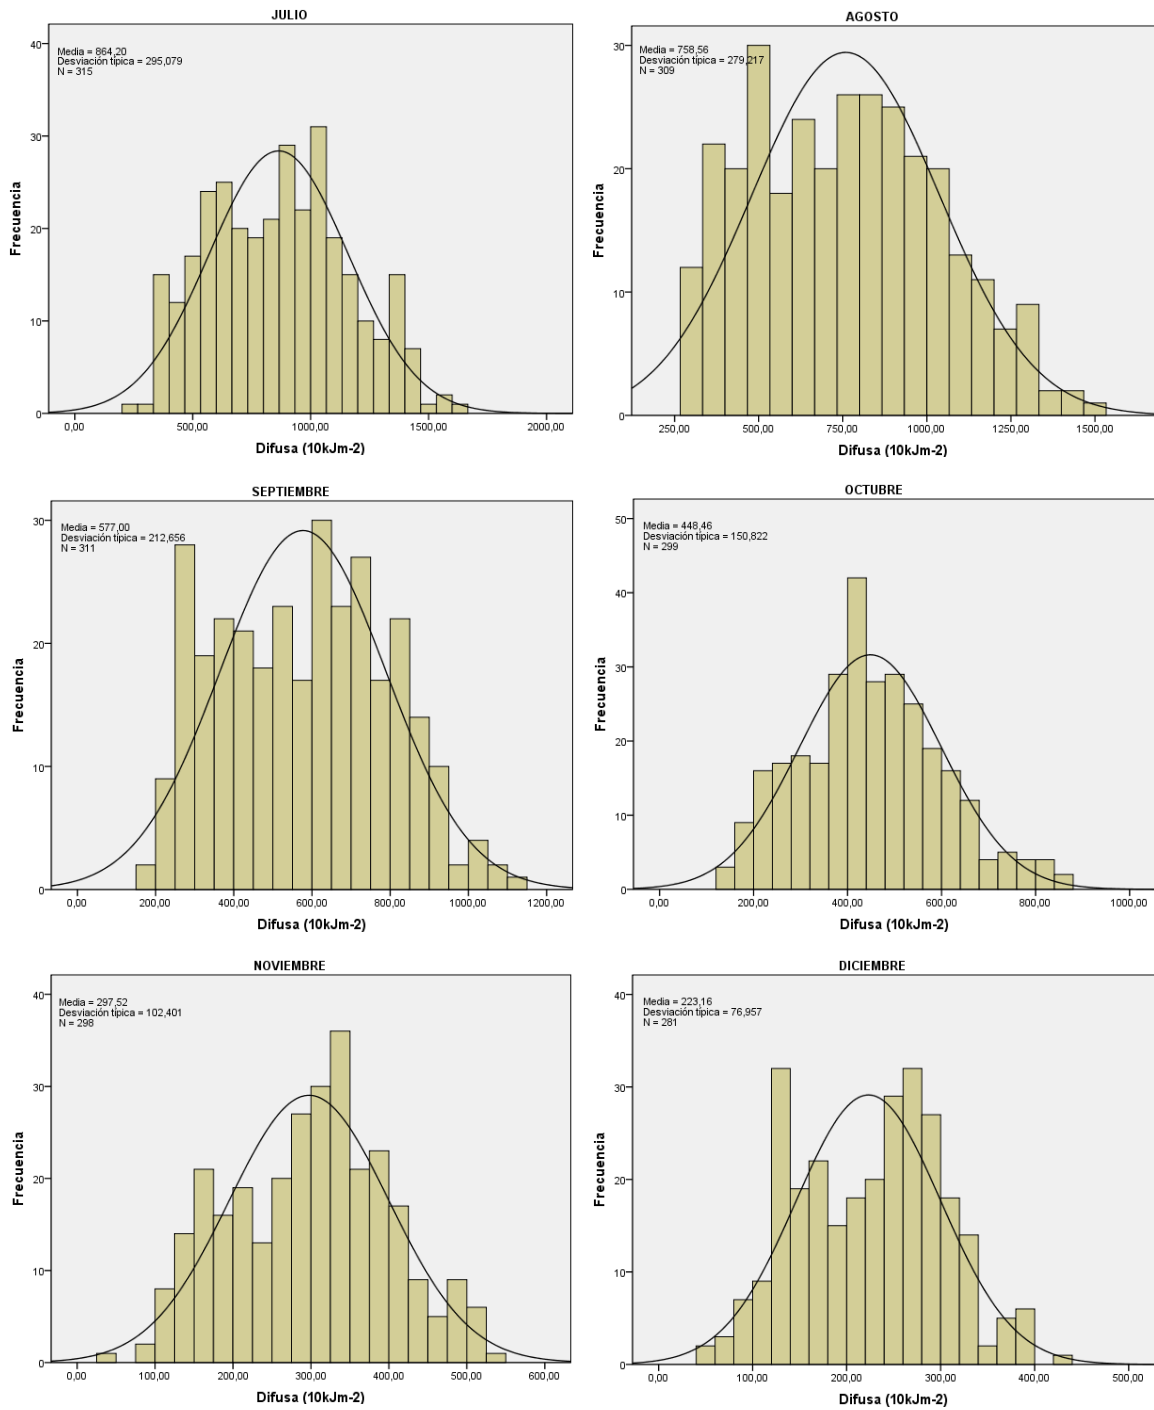 JULIO
Media = 864,20
Desviación típica = 295,079
N = 315
Frecuencia
40
30
20
10
0
0,00 500,00 1000,00 1500,00 2000,00
Difusa (10kJm-2)
AGOSTO
Media = 758,56
Desviación típica = 279,217
N = 309
Frecuencia
30
20
10
0
250,00 500,00 750,00 1000,00 1250,00 1500,00
Difusa (10kJm-2)
SEPTIEMBRE
Media = 577,00
Desviación típica = 212,656
N = 311
Frecuencia
30
20
10
0
0,00 200,00 400,00 600,00 800,00 1000,00 1200,00
Difusa (10kJm-2)
OCTUBRE
Media = 448,46
Desviación típica = 150,822
N = 299
Frecuencia
50
40
30
20
10
0
0,00 200,00 400,00 600,00 800,00 1000,00
Difusa (10kJm-2)
NOVIEMBRE
Media = 297,52
Desviación típica = 102,401
N = 298
Frecuencia
40
30
20
10
0
0,00 100,00 200,00 300,00 400,00 500,00 600,00
Difusa (10kJm-2)
DICIEMBRE
Media = 223,16
Desviación típica = 76,957
N = 281
Frecuencia
40
30
20
10
0
0,00 100,00 200,00 300,00 400,00 500,00
Difusa (10kJm-2)